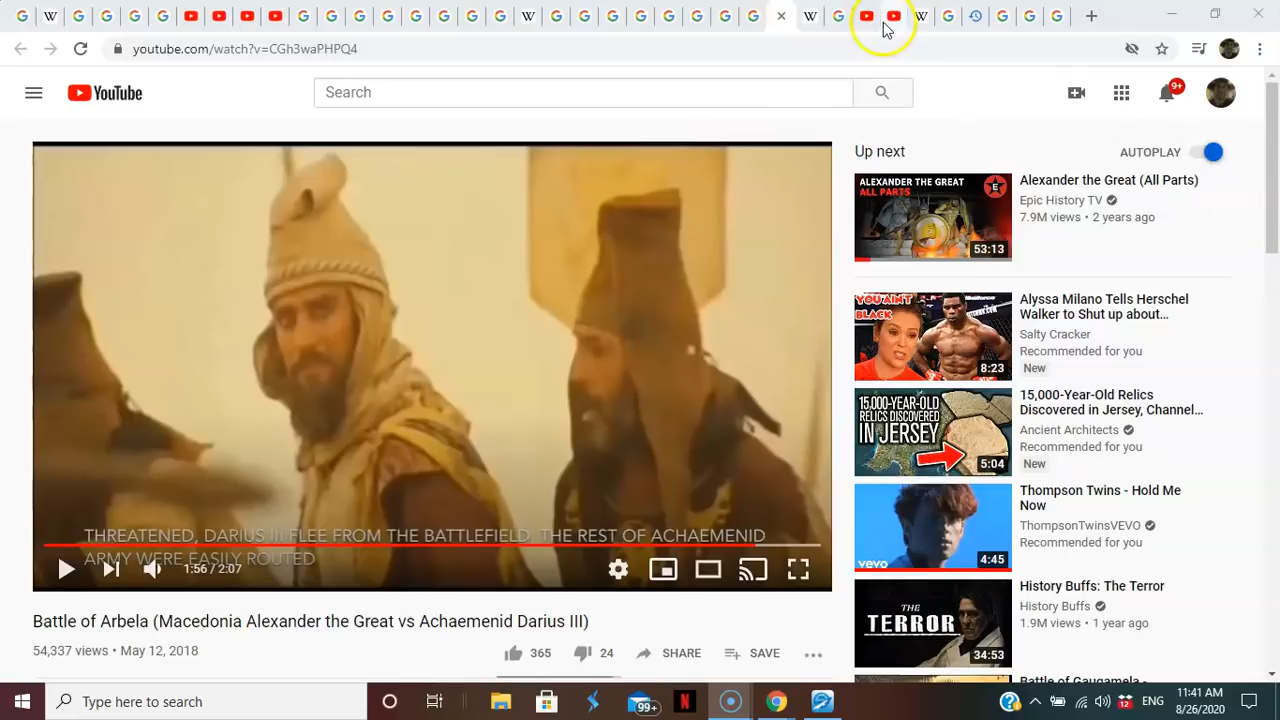 youtube.com/watch?v=CGh3waPHPQ4
YouTube
Search
9+
THREATENED, DARIUS III FLEE FROM THE BATTLEFIELD. THE REST OF ACHAEMENID
ARMY WERE EASILY ROUTED
1:56 / 2:07
Battle of Arbela (Macedonia Alexander the Great vs Achaemenid Darius III)
54,337 views • May 12, 2018
365
24
SHARE
SAVE
Up next
AUTOPLAY
ALEXANDER THE GREAT
ALL PARTS
E
53:13
Alexander the Great (All Parts)
Epic History TV
7.9M views • 2 years ago
YOU AIN'T
BLACK
8:23
Alyssa Milano Tells Herschel
Walker to Shut up about...
Salty Cracker
Recommended for you
New
15,000-YEAR-OLD
RELICS
DISCOVERED
IN JERSEY
5:04
15,000-Year-Old Relics
Discovered in Jersey, Channel...
Ancient Architects
Recommended for you
New
vevo
4:45
Thompson Twins - Hold Me
Now
ThompsonTwinsVEVO
Recommended for you
THE
TERROR
34:53
History Buffs: The Terror
History Buffs
1.9M views • 1 year ago
Battle of Gaugamela -
Type here to search
99+
N
12
ENG
11:41 AM
8/26/2020